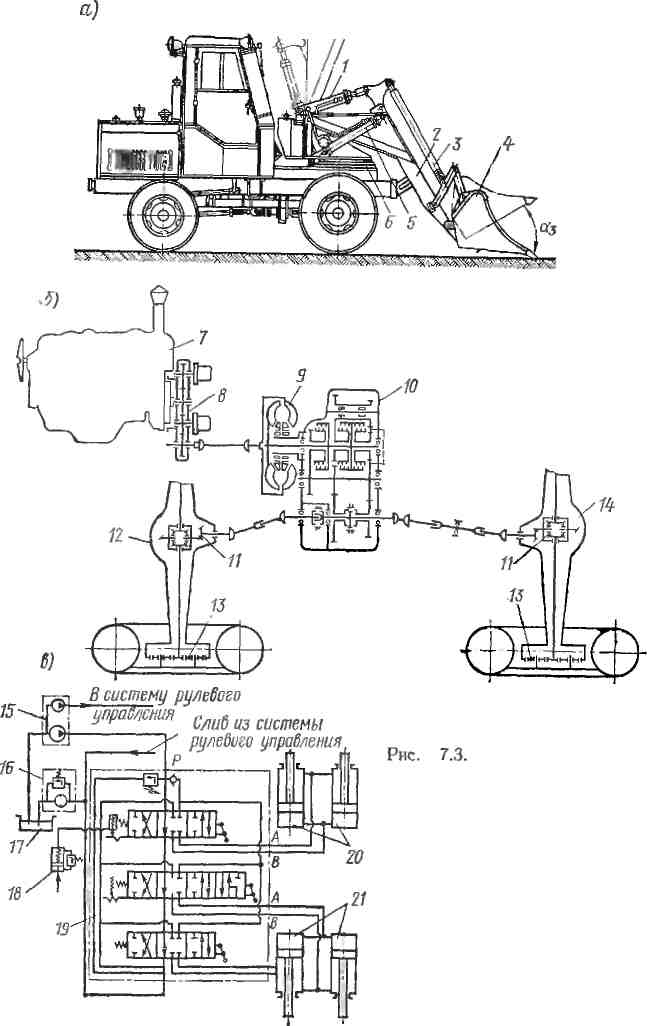 а)
1
2
3
4
6
5
α₃
б)
7
8
9
10
12
11
13
14
11
13
в)
15
В систему рулевого
управления
Слив из системы
рулевого управления
16
Р
17
18
19
А
В
А
В
20
21
Рис. 7.3.